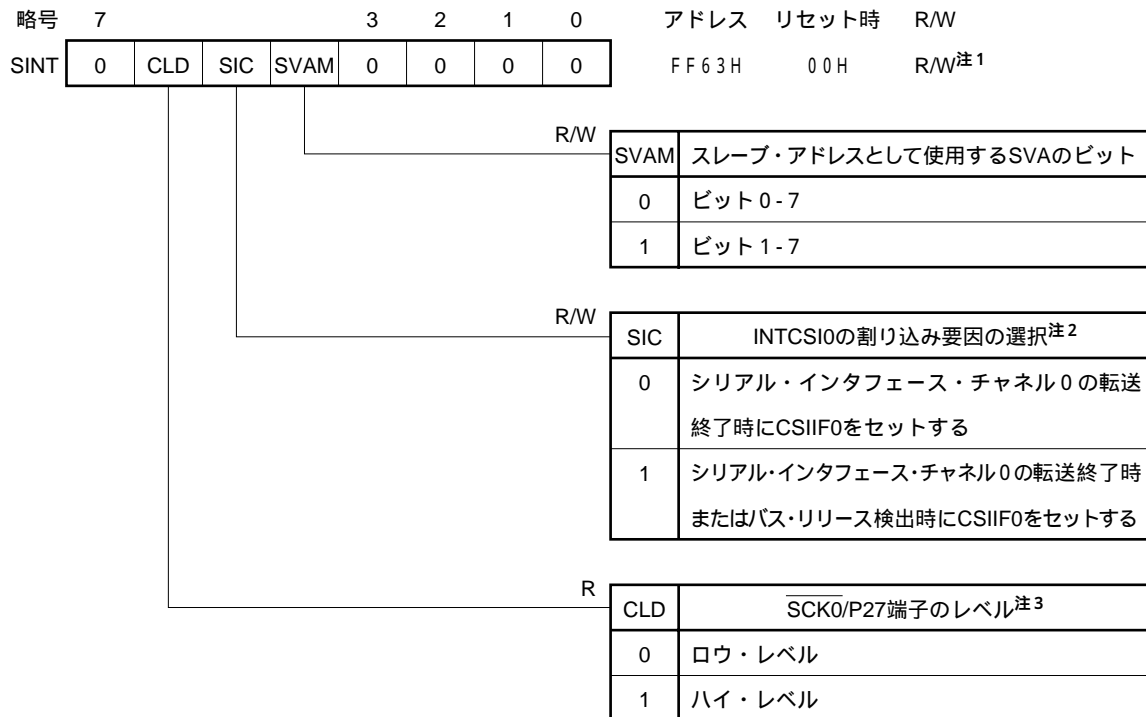 略号 7 3 2 1 0 アドレス リセット時 R/W
SINT 0 CLD SIC SVAM 0 0 0 0 FF63H 00H R/W注1
R/W
SVAM スレーブ・アドレスとして使用するSVAのビット
0 ビット0-7
1 ビット1-7
R/W
SIC INTCSI0の割り込み要因の選択注2
0 シリアル・インタフェース・チャネル0の転送
終了時にCSIIF0をセットする
1 シリアル・インタフェース・チャネル0の転送終了時
またはバス・リリース検出時にCSIIF0をセットする
R
CLD SCK0/P27端子のレベル注3
0 ロウ・レベル
1 ハイ・レベル